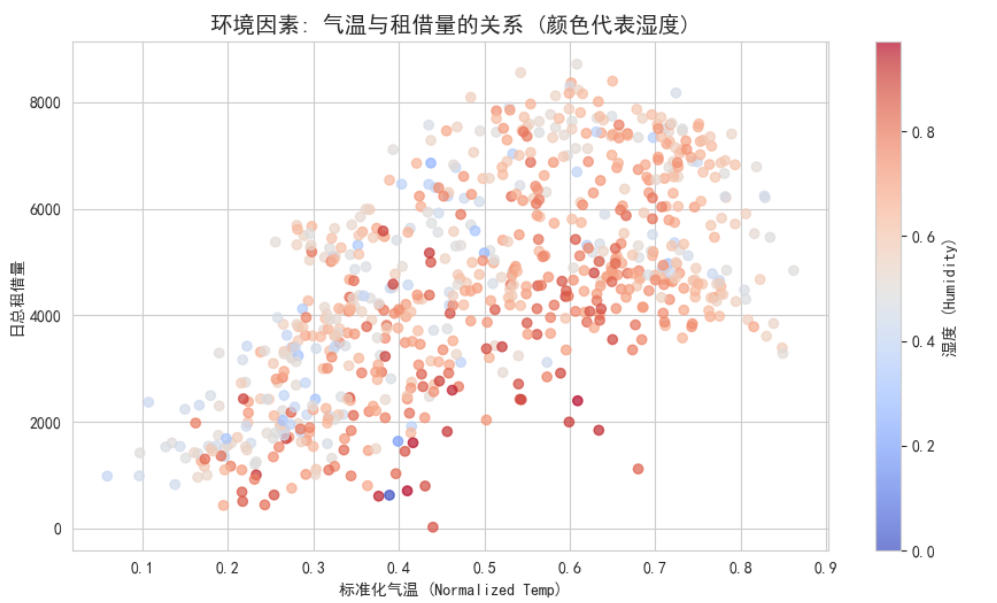 环境因素: 气温与租借量的关系 (颜色代表湿度)
日总租借量
8000
6000
4000
2000
0
0.1 0.2 0.3 0.4 0.5 0.6 0.7 0.8 0.9
标准化气温 (Normalized Temp)
0.8
0.6
0.4
0.2
0.0
湿度 (Humidity)